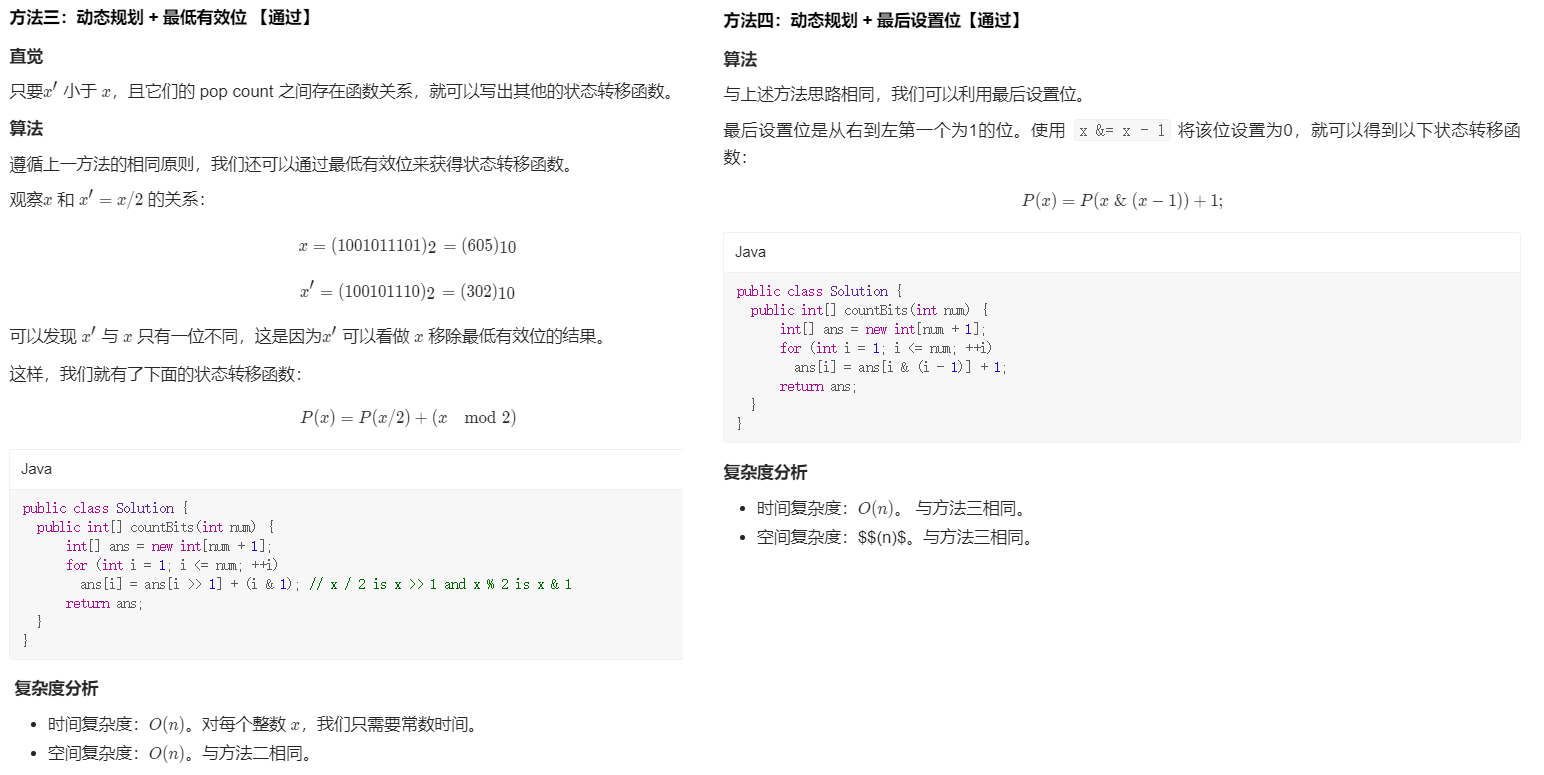 方法三：动态规划 + 最低有效位 【通过】
直觉
只要x′ 小于 x，且它们的 pop count 之间存在函数关系，就可以写出其他的状态转移函数。
算法
遵循上一方法的相同原则，我们还可以通过最低有效位来获得状态转移函数。
观察x 和 x′ = x/2 的关系：
x = (1001011101)2 = (605)10
x′ = (100101110)2 = (302)10
可以发现 x′ 与 x 只有一位不同，这是因为x′ 可以看做 x 移除最低有效位的结果。
这样，我们就有了下面的状态转移函数：
P(x) = P(x/2) + (x mod 2)
Java
public class Solution {
  public int[] countBits(int num) {
      int[] ans = new int[num + 1];
      for (int i = 1; i <= num; ++i)
        ans[i] = ans[i >> 1] + (i & 1); // x / 2 is x >> 1 and x % 2 is x & 1
      return ans;
  }
}
复杂度分析
• 时间复杂度：O(n)。对每个整数 x，我们只需要常数时间。
• 空间复杂度：O(n)。与方法二相同。
方法四：动态规划 + 最后设置位【通过】
算法
与上述方法思路相同，我们可以利用最后设置位。
最后设置位是从右到左第一个为1的位。使用 x &= x - 1 将该位设置为0，就可以得到以下状态转移函
数：
P(x) = P(x & (x − 1)) + 1;
Java
public class Solution {
  public int[] countBits(int num) {
      int[] ans = new int[num + 1];
      for (int i = 1; i <= num; ++i)
        ans[i] = ans[i & (i - 1)] + 1;
      return ans;
  }
}
复杂度分析
• 时间复杂度：O(n)。 与方法三相同。
• 空间复杂度：$$(n)$。与方法三相同。